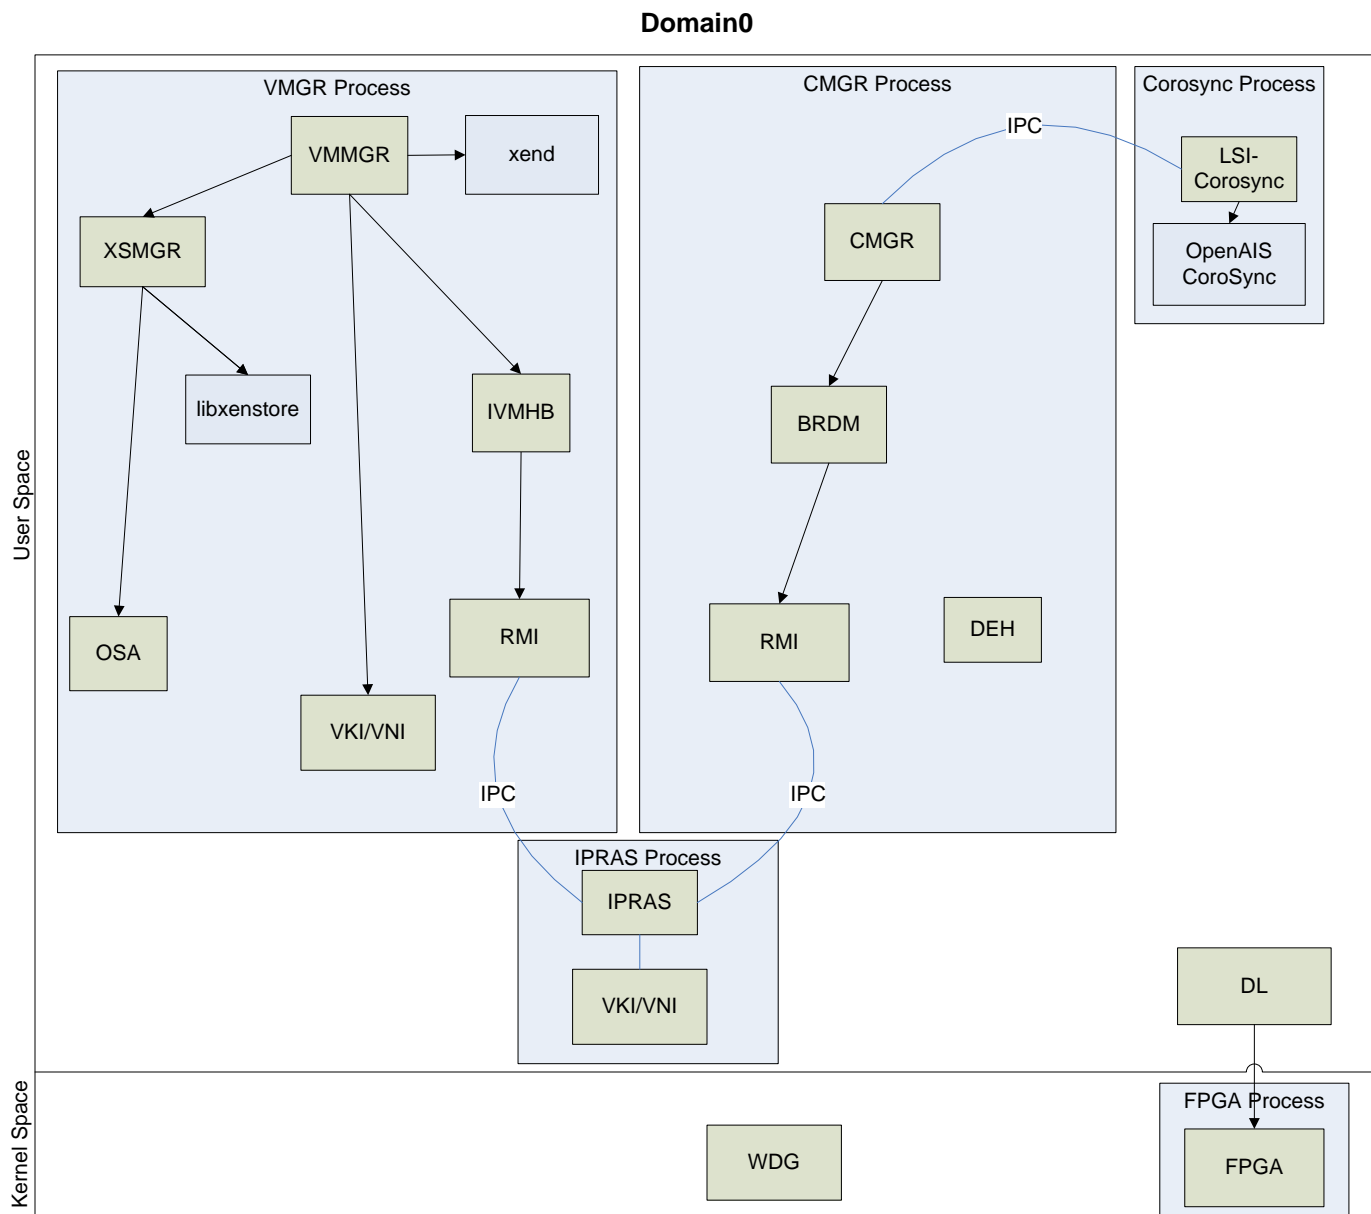 Domain0
VMGR Process
CMGR Process
Corosync Process
IPC
VMMGR
xend
LSI-
Corosync
XSMGR
CMGR
OpenAIS
CoroSync
libxenstore
IVMHB
BRDM
User Space
OSA
RMI
RMI
DEH
VKI/VNI
IPC
IPC
IPRAS Process
IPRAS
VKI/VNI
DL
Kernel Space
FPGA Process
WDG
FPGA